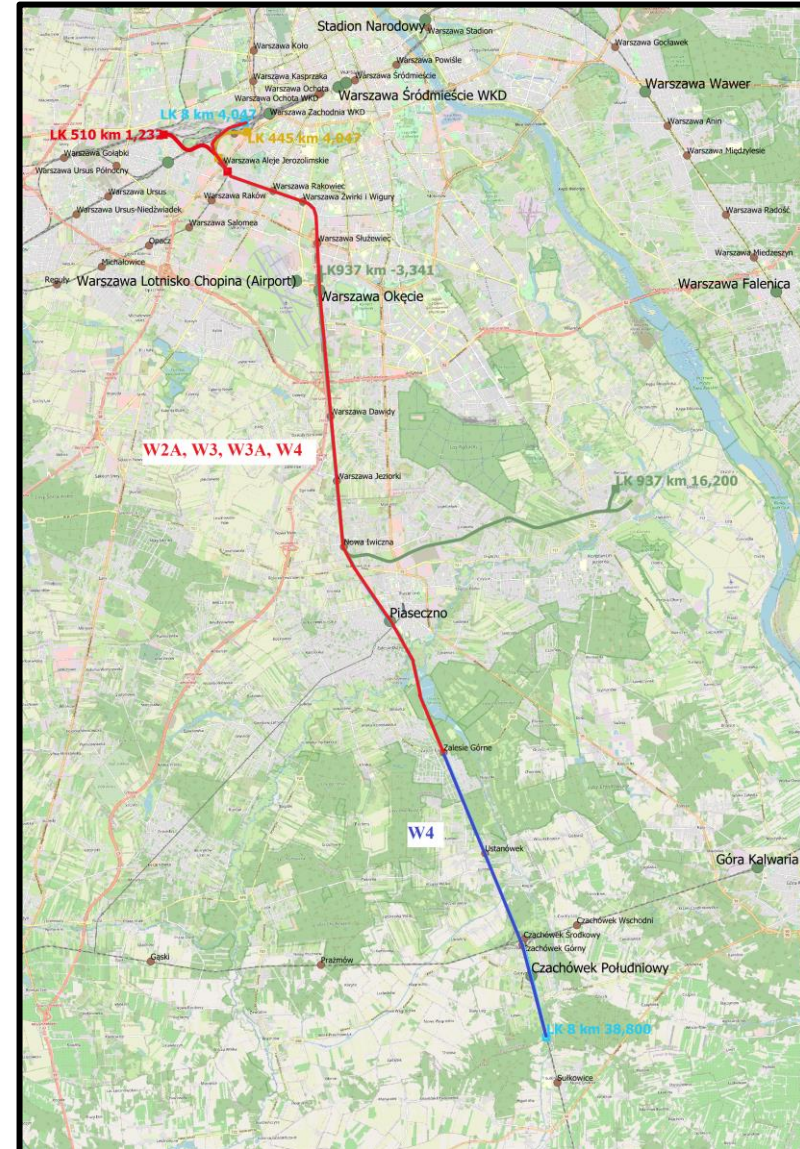 Stadion Narodowy
Warszawa Stadion
Warszawa Koło
Warszawa Gocławek
Warszawa Powiśle
Warszawa Kasprzaka
Warszawa Śródmieście
Warszawa Ochota
Warszawa Ochota WKD
Warszawa Śródmieście WKD
Warszawa Wawer
LK 8 km 4,047
Warszawa Zachodnia WKD
Warszawa Anin
LK 510 km 1,237
LK 445 km 4,047
Warszawa Gołąbki
Warszawa Międzylesie
Warszawa Aleje Jerozolimskie
Warszawa Ursus Północny
Warszawa Ursus
Warszawa Rakowiec
Warszawa Raków
Warszawa Żwirki i Wigury
Warszawa Ursus-Niedźwiadek
Warszawa Radość
Warszawa Salomea
Opacz
Warszawa Służewiec
Warszawa Miedzeszyn
Michałowice
LK937 km -3,341
Reguły
Warszawa Lotnisko Chopina (Airport)
Warszawa Falenica
Warszawa Okęcie
Warszawa Dawidy
W2A, W3, W3A, W4
Warszawa Jeziorki
LK 937 km 16,200
Nowa Iwiczna
Piaseczno
Zalesie Górne
W4
Ustanówek
Góra Kalwaria
Czachówek Wschodni
Czachówek Środkowy
Czachówek Górny
Gąski
Prażmów
Czachówek Południowy
LK 8 km 38,800
Sułkowice